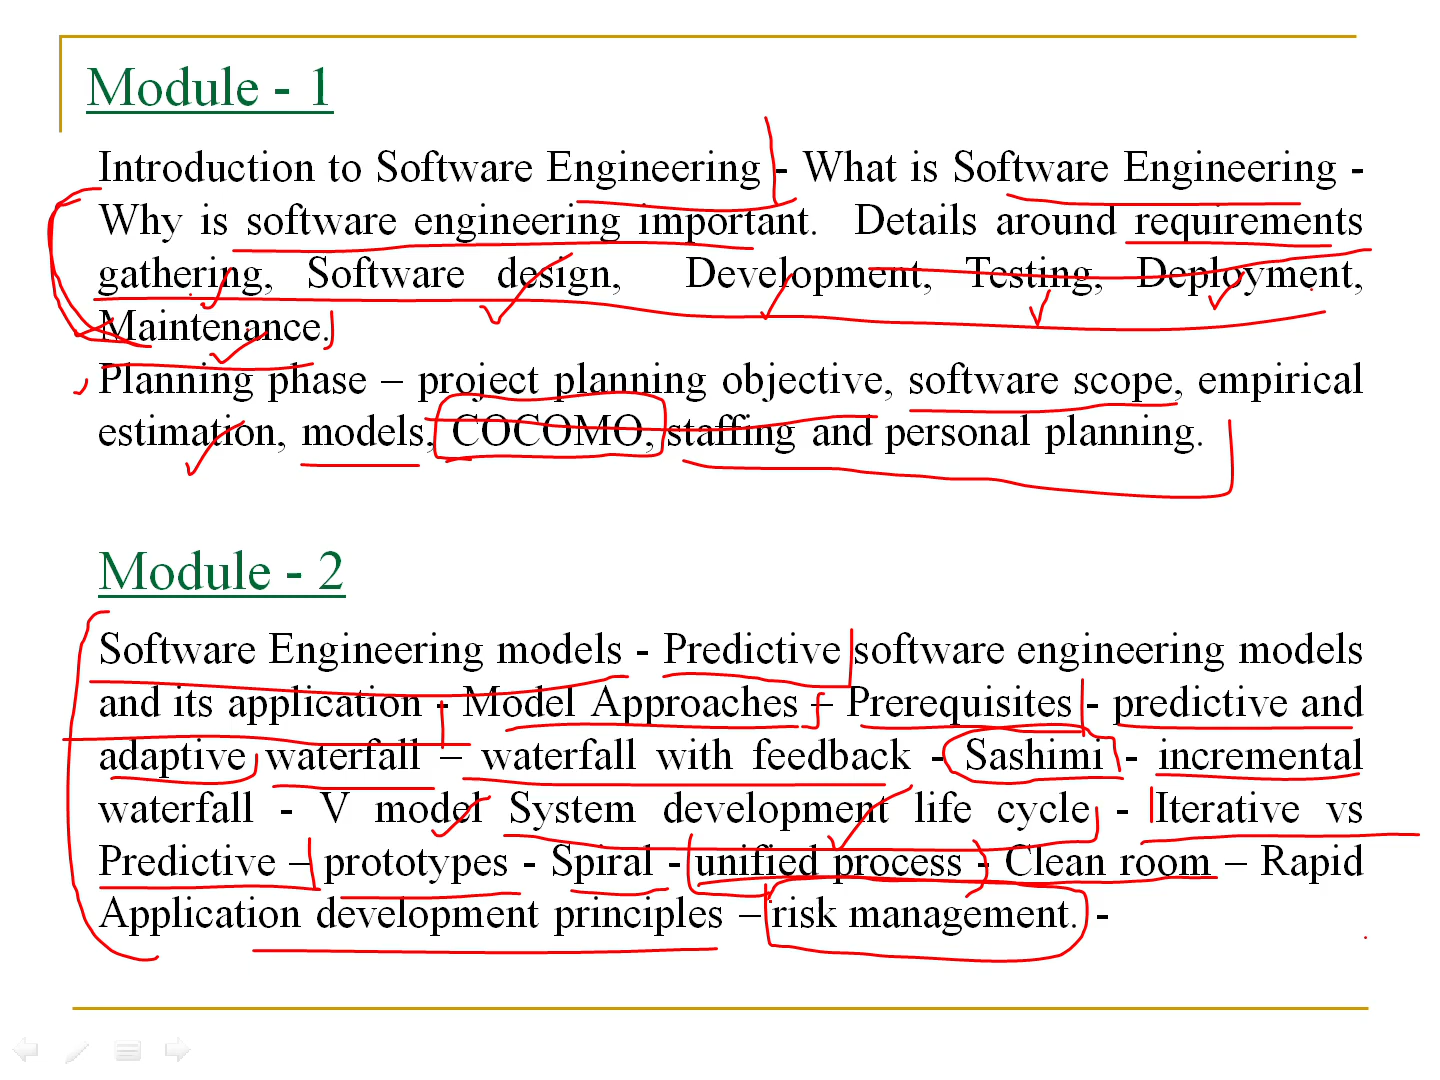 Module - 1
Introduction to Software Engineering - What is Software Engineering -
Why is software engineering important. Details around requirements
gathering, Software design, Development, Testing, Deployment,
Maintenance.
Planning phase – project planning objective, software scope, empirical
estimation, models, COCOMO, staffing and personal planning.
Module - 2
Software Engineering models - Predictive software engineering models
and its application - Model Approaches – Prerequisites - predictive and
adaptive waterfall – waterfall with feedback - Sashimi - incremental
waterfall - V model System development life cycle - Iterative vs
Predictive – prototypes - Spiral - unified process - Clean room – Rapid
Application development principles – risk management. -